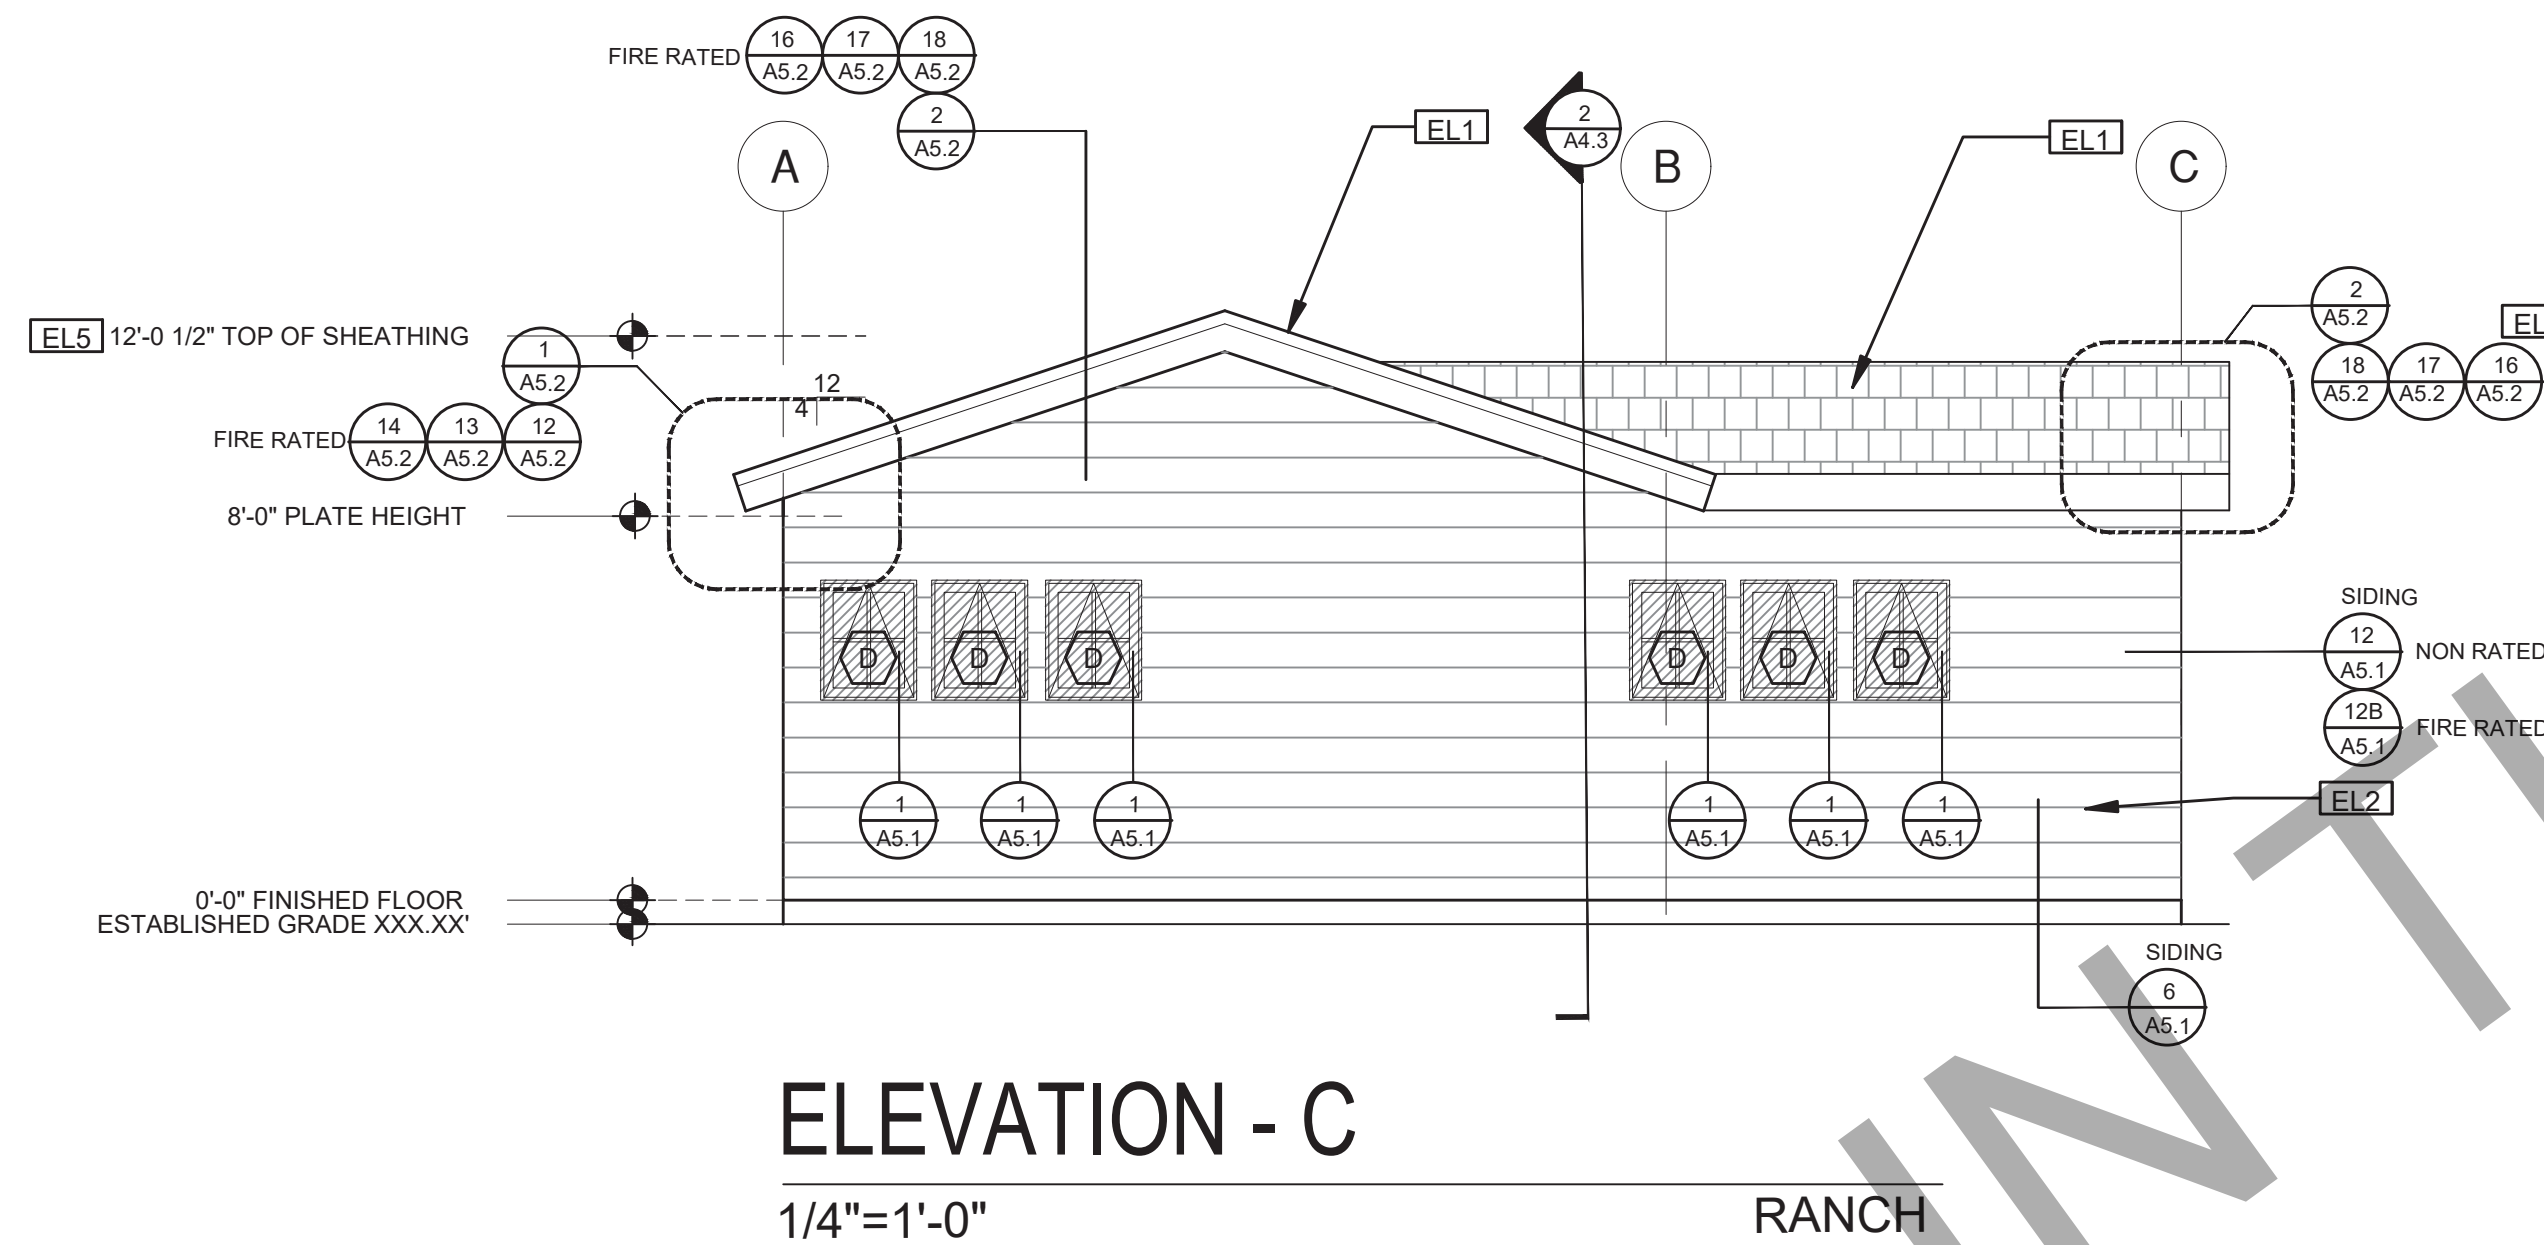 FIRE RATED
16
A5.2
17
A5.2
18
A5.2
2
A5.2
EL1
2
A4.3
EL1
A
B
C
EL5 12'-0 1/2" TOP OF SHEATHING
1
A5.2
12
4
FIRE RATED
14
A5.2
13
A5.2
12
A5.2
8'-0" PLATE HEIGHT
2
A5.2
EL
18
A5.2
17
A5.2
16
A5.2
D
D
D
D
D
D
SIDING
12
A5.1
NON RATED
12B
A5.1
FIRE RATED
EL2
1
A5.1
1
A5.1
1
A5.1
1
A5.1
1
A5.1
1
A5.1
0'-0" FINISHED FLOOR
ESTABLISHED GRADE XXX.XX'
SIDING
6
A5.1
ELEVATION - C
1/4"=1'-0"
RANCH